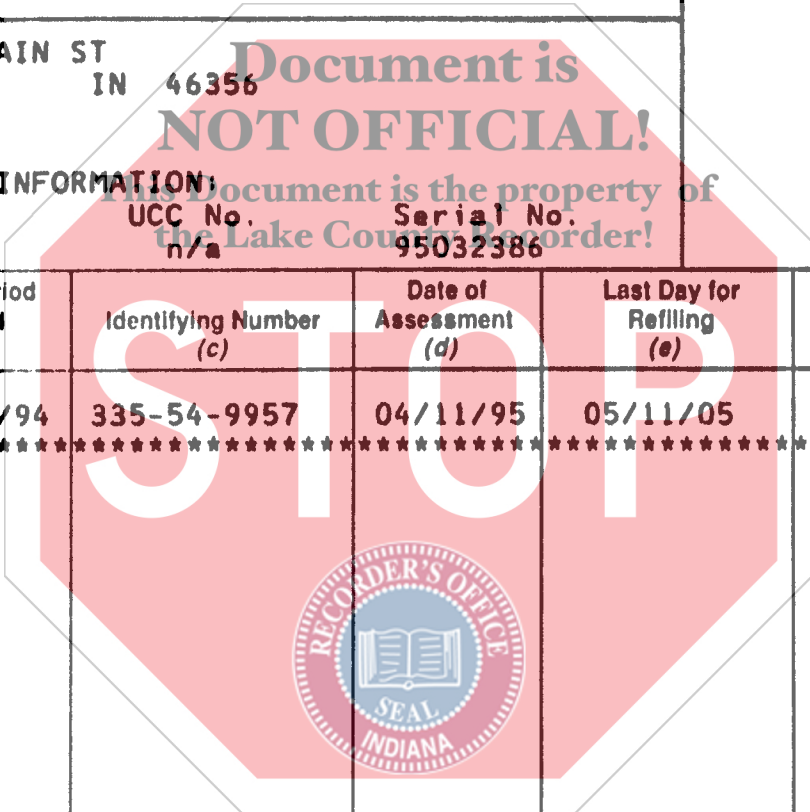 AIN ST
IN 46356
Document is
NOT OFFICIAL!
INFORMATION:
This Document is the property of
UCC No. Serial No.
the Lake County Recorder!
n/a 95032386
iod
Identifying Number
(c)
Date of
Assessment
(d)
Last Day for
Refiling
(e)
/94 335-54-9957 04/11/95 05/11/05
STOP
RECORDER'S OFFICE
SEAL
INDIANA